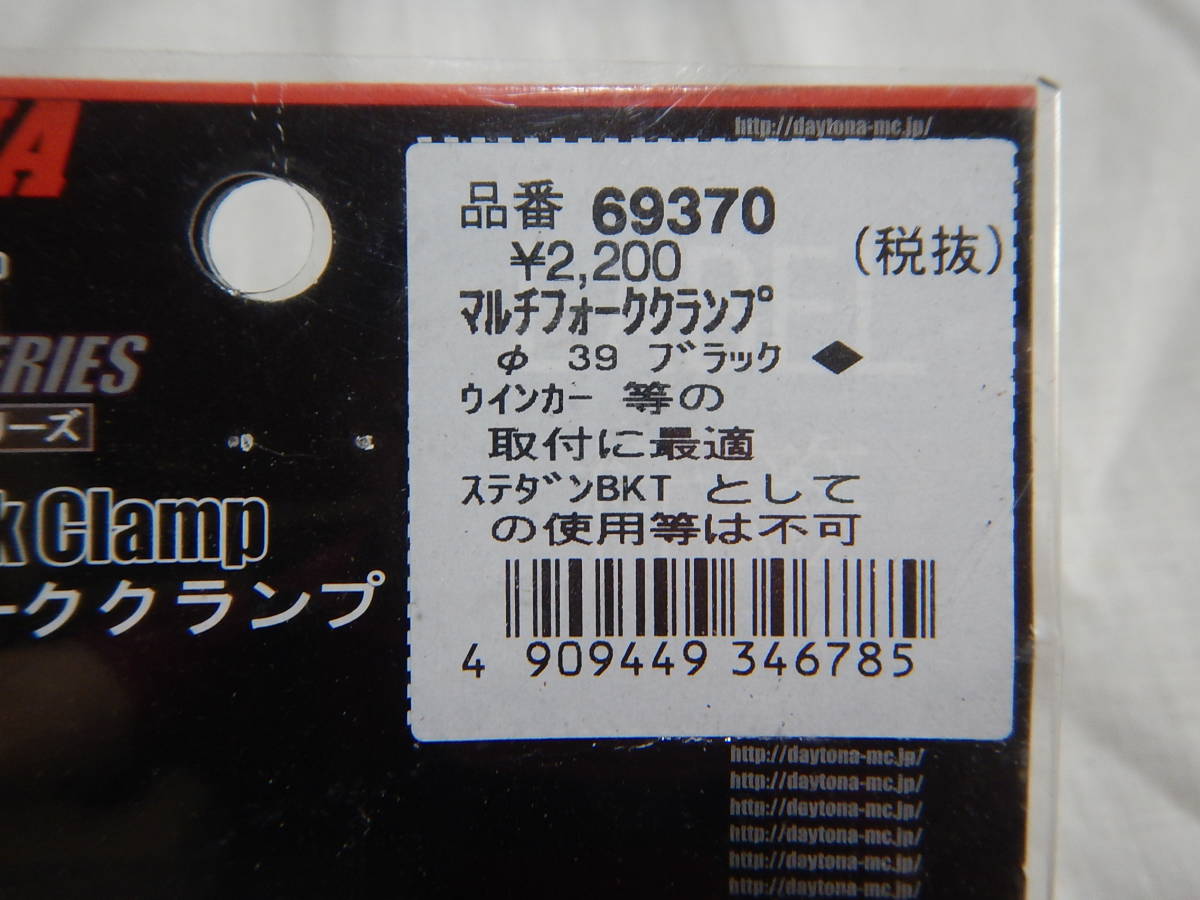 http://daytona-mc.jp/
品番 69370
¥2,200 (税抜)
ﾏﾙﾁﾌｫｰｸｸﾗﾝﾌﾟ
φ 39 ﾌﾞﾗｯｸ ◆
ｳｲﾝｶｰ 等の
取付に最適
ｽﾃﾀﾞﾝBKT として
の使用等は不可
4 909449 346785
ERIES
リーズ
k Clamp
ーククランプ
http://daytona-mc.jp/
http://daytona-mc.jp/
http://daytona-mc.jp/
http://daytona-mc.jp/
http://daytona-mc.jp/
http://daytona-mc.jp/